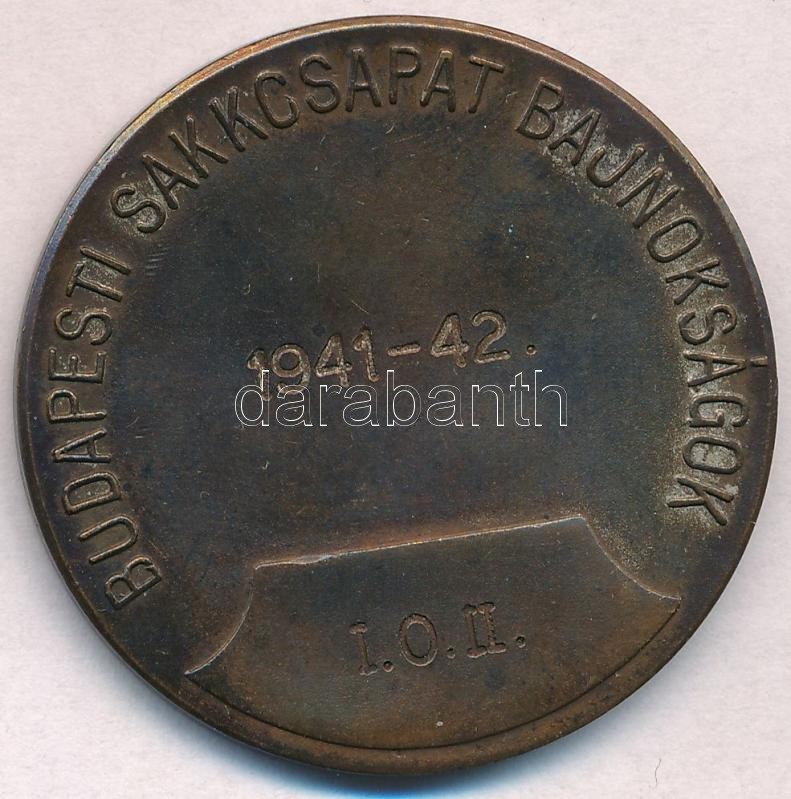 BUDAPESTI SAKKCSAPAT BAJNOKSÁGOK
1941-42.
darabanth
I.O.II.